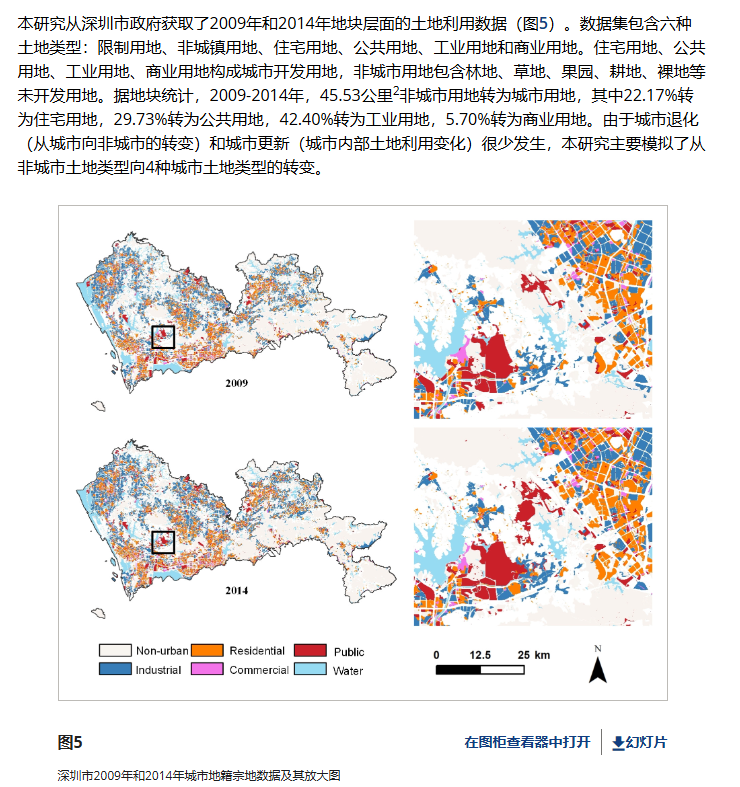 本研究从深圳市政府获取了2009年和2014年地块层面的土地利用数据（图5）。数据集包含六种
土地类型：限制用地、非城镇用地、住宅用地、公共用地、工业用地和商业用地。住宅用地、公共
用地、工业用地、商业用地构成城市开发用地，非城市用地包含林地、草地、果园、耕地、裸地等
未开发用地。据地块统计，2009-2014年，45.53公里2非城市用地转为城市用地，其中22.17%转
为住宅用地，29.73%转为公共用地，42.40%转为工业用地，5.70%转为商业用地。由于城市退化
（从城市向非城市的转变）和城市更新（城市内部土地利用变化）很少发生，本研究主要模拟了从
非城市土地类型向4种城市土地类型的转变。
2009
2014
Non-urban Residential Public
Industrial Commercial Water
0 12.5 25 km
N
图5
在图柜查看器中打开 幻灯片
深圳市2009年和2014年城市地籍宗地数据及其放大图